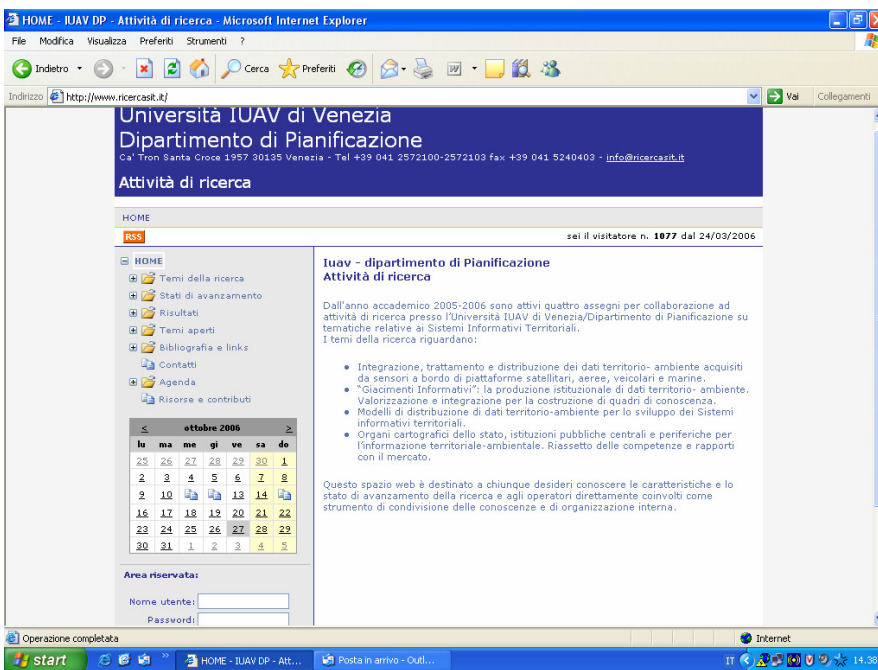 HOME - IUAV DP - Attività di ricerca - Microsoft Internet Explorer
File Modifica Visualizza Preferiti Strumenti ?
Indietro Cerca Preferiti
Indirizzo http://www.ricercasit.it/ Vai Collegamenti
Università IUAV di Venezia
Dipartimento di Pianificazione
Ca' Tron Santa Croce 1957 30135 Venezia - Tel +39 041 2572100-2572103 fax +39 041 5240403 - info@ricercasit.it
Attività di ricerca
HOME
RSS sei il visitatore n. 1077 dal 24/03/2006
HOME
Temi della ricerca
Stati di avanzamento
Risultati
Temi aperti
Bibliografia e links
Contatti
Agenda
Risorse e contributi
< ottobre 2006 >
lu ma me gi ve sa do
25 26 27 28 29 30 1
2 3 4 5 6 7 8
9 10 13 14
16 17 18 19 20 21 22
23 24 25 26 27 28 29
30 31 1 2 3 4 5
Area riservata:
Nome utente:
Password:
Iuav - dipartimento di Pianificazione
Attività di ricerca
Dall'anno accademico 2005-2006 sono attivi quattro assegni per collaborazione ad
attività di ricerca presso l'Università IUAV di Venezia/Dipartimento di Pianificazione su
tematiche relative ai Sistemi Informativi Territoriali.
I temi della ricerca riguardano:
• Integrazione, trattamento e distribuzione dei dati territorio- ambiente acquisiti
da sensori a bordo di piattaforme satellitari, aeree, veicolari e marine.
• "Giacimenti Informativi": la produzione istituzionale di dati territorio- ambiente.
Valorizzazione e integrazione per la costruzione di quadri di conoscenza.
• Modelli di distribuzione di dati territorio-ambiente per lo sviluppo dei Sistemi
informativi territoriali.
• Organi cartografici dello stato, istituzioni pubbliche centrali e periferiche per
l'informazione territoriale-ambientale. Riassetto delle competenze e rapporti
con il mercato.
Questo spazio web è destinato a chiunque desideri conoscere le caratteristiche e lo
stato di avanzamento della ricerca e agli operatori direttamente coinvolti come
strumento di condivisione delle conoscenze e di organizzazione interna.
Operazione completata Internet
start HOME - IUAV DP - Att... Posta in arrivo - Outl... IT 14.38